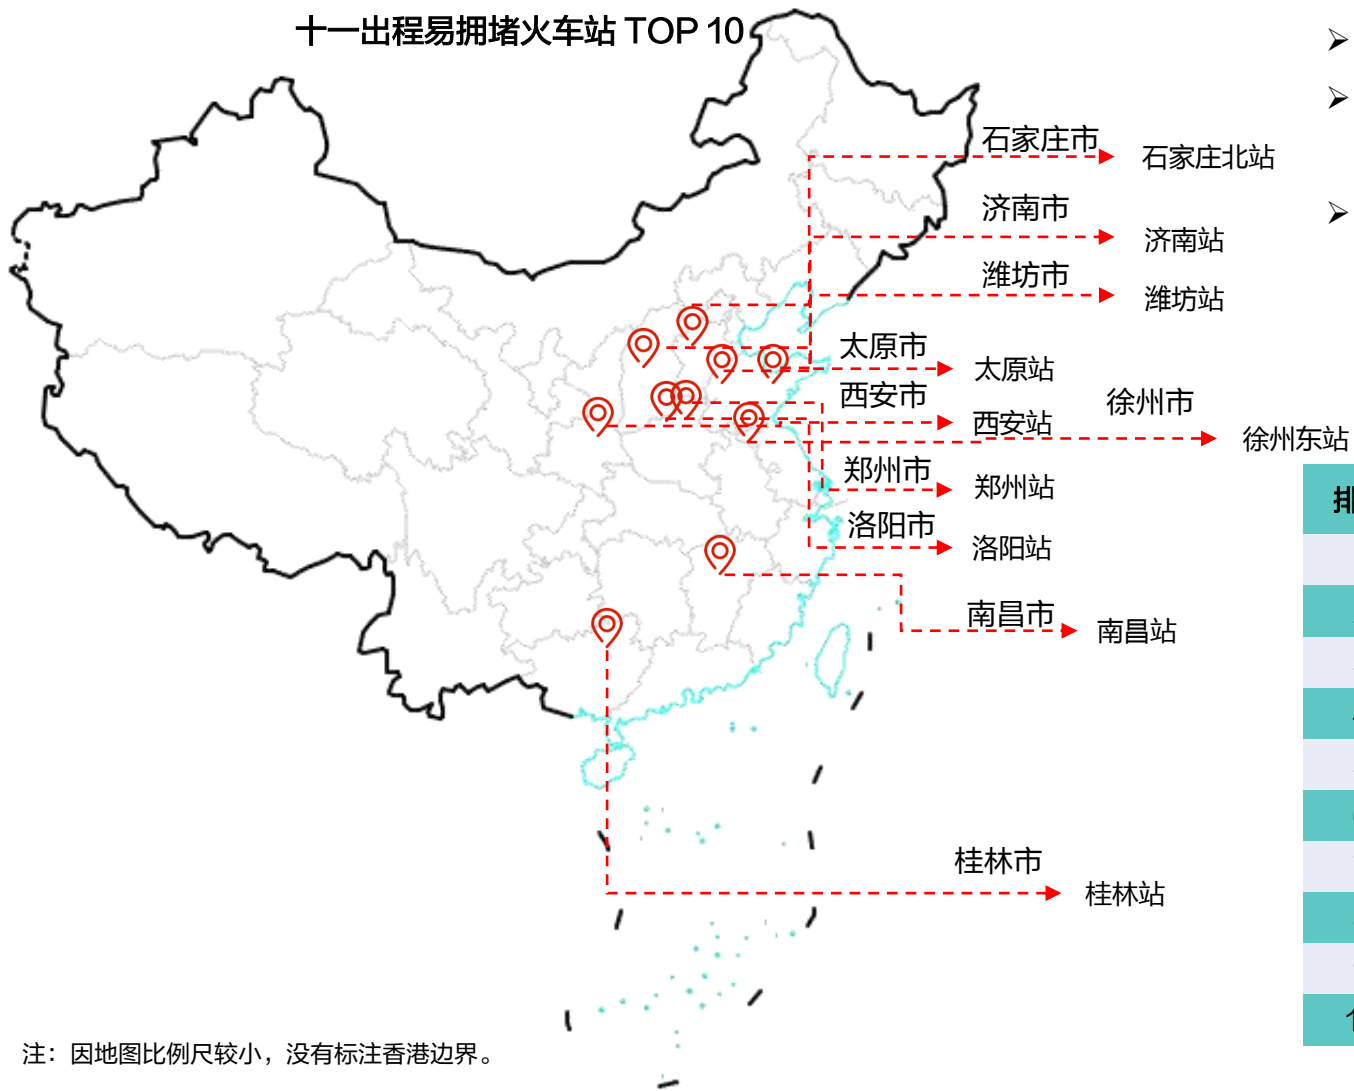 十一出程易拥堵火车站 TOP 10
石家庄市
石家庄北站
济南市
济南站
潍坊市
潍坊站
太原市
太原站
西安市
西安站
徐州市
徐州东站
郑州市
郑州站
洛阳市
洛阳站
南昌市
南昌站
桂林市
桂林站
注：因地图比例尺较小，没有标注香港边界。